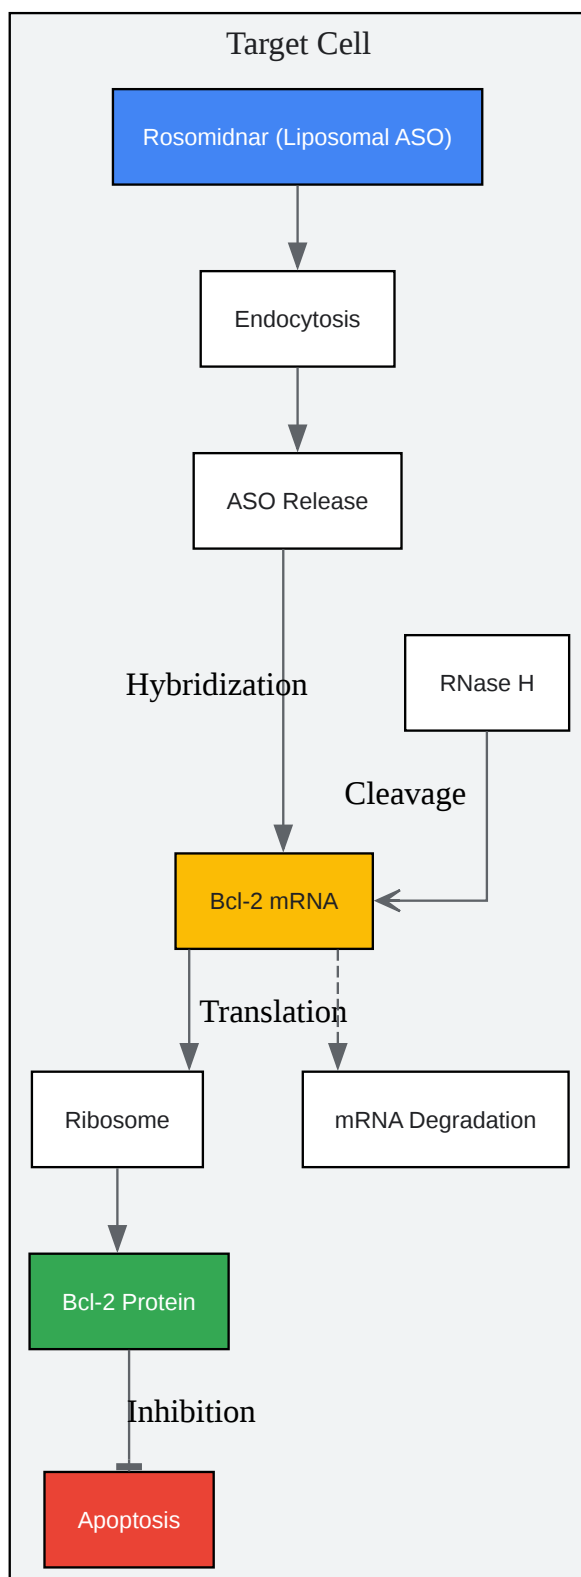 Target Cell
Rosomidnar (Liposomal ASO)
Endocytosis
ASO Release
Hybridization
RNase H
Cleavage
Bcl-2 mRNA
Translation
Ribosome
mRNA Degradation
Bcl-2 Protein
Inhibition
Apoptosis